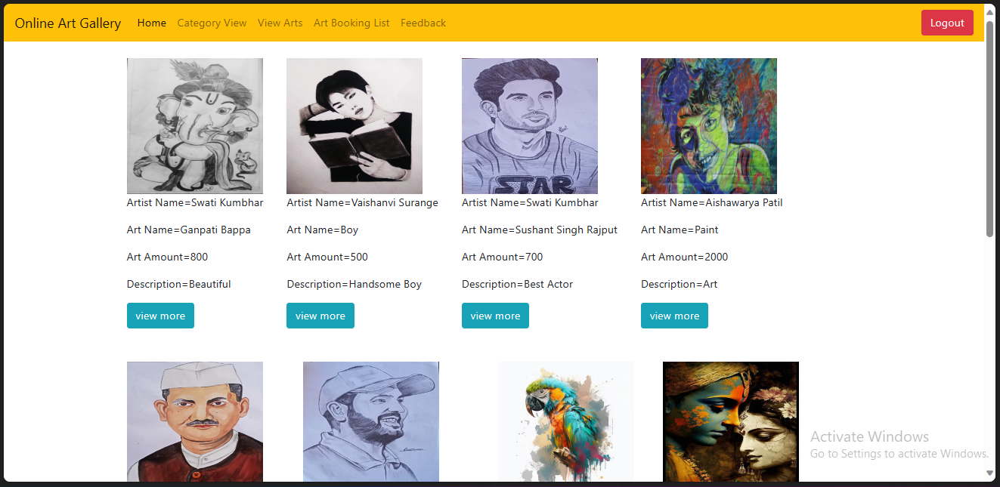 Online Art Gallery Home Category View View Arts Art Booking List Feedback Logout
STAR
Artist Name=Swati Kumbhar Artist Name=Vaishanvi Surange Artist Name=Swati Kumbhar Artist Name=Aishawarya Patil
Art Name=Ganpati Bappa Art Name=Boy Art Name=Sushant Singh Rajput Art Name=Paint
Art Amount=800 Art Amount=500 Art Amount=700 Art Amount=2000
Description=Beautiful Description=Handsome Boy Description=Best Actor Description=Art
view more view more view more view more
Activate Windows
Go to Settings to activate Windows.